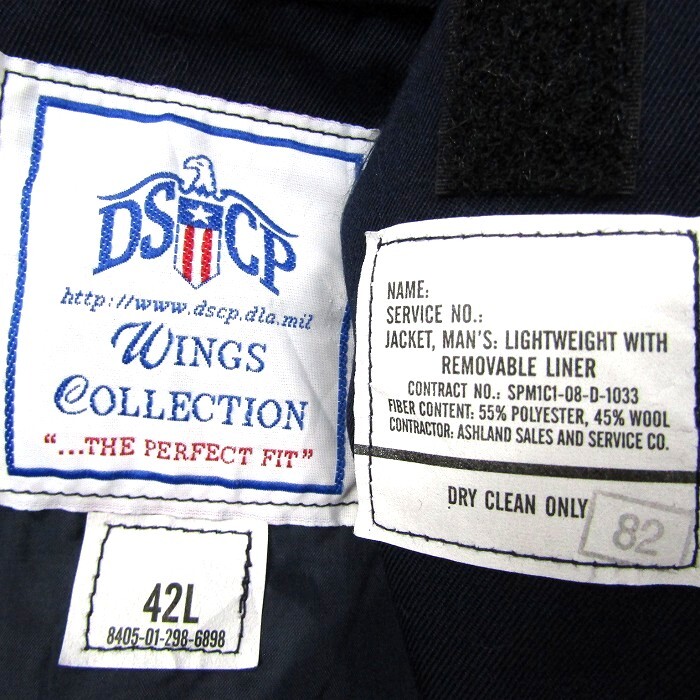 DSCP
http://www.dscp.dla.mil
WINGS
COLLECTION
"...THE PERFECT FIT"
42L
8405-01-298-6898
NAME:
SERVICE NO.:
JACKET, MAN'S: LIGHTWEIGHT WITH
REMOVABLE LINER
CONTRACT NO.: SPM1C1-08-D-1033
FIBER CONTENT: 55% POLYESTER, 45% WOOL
CONTRACTOR: ASHLAND SALES AND SERVICE CO.
DRY CLEAN ONLY
82